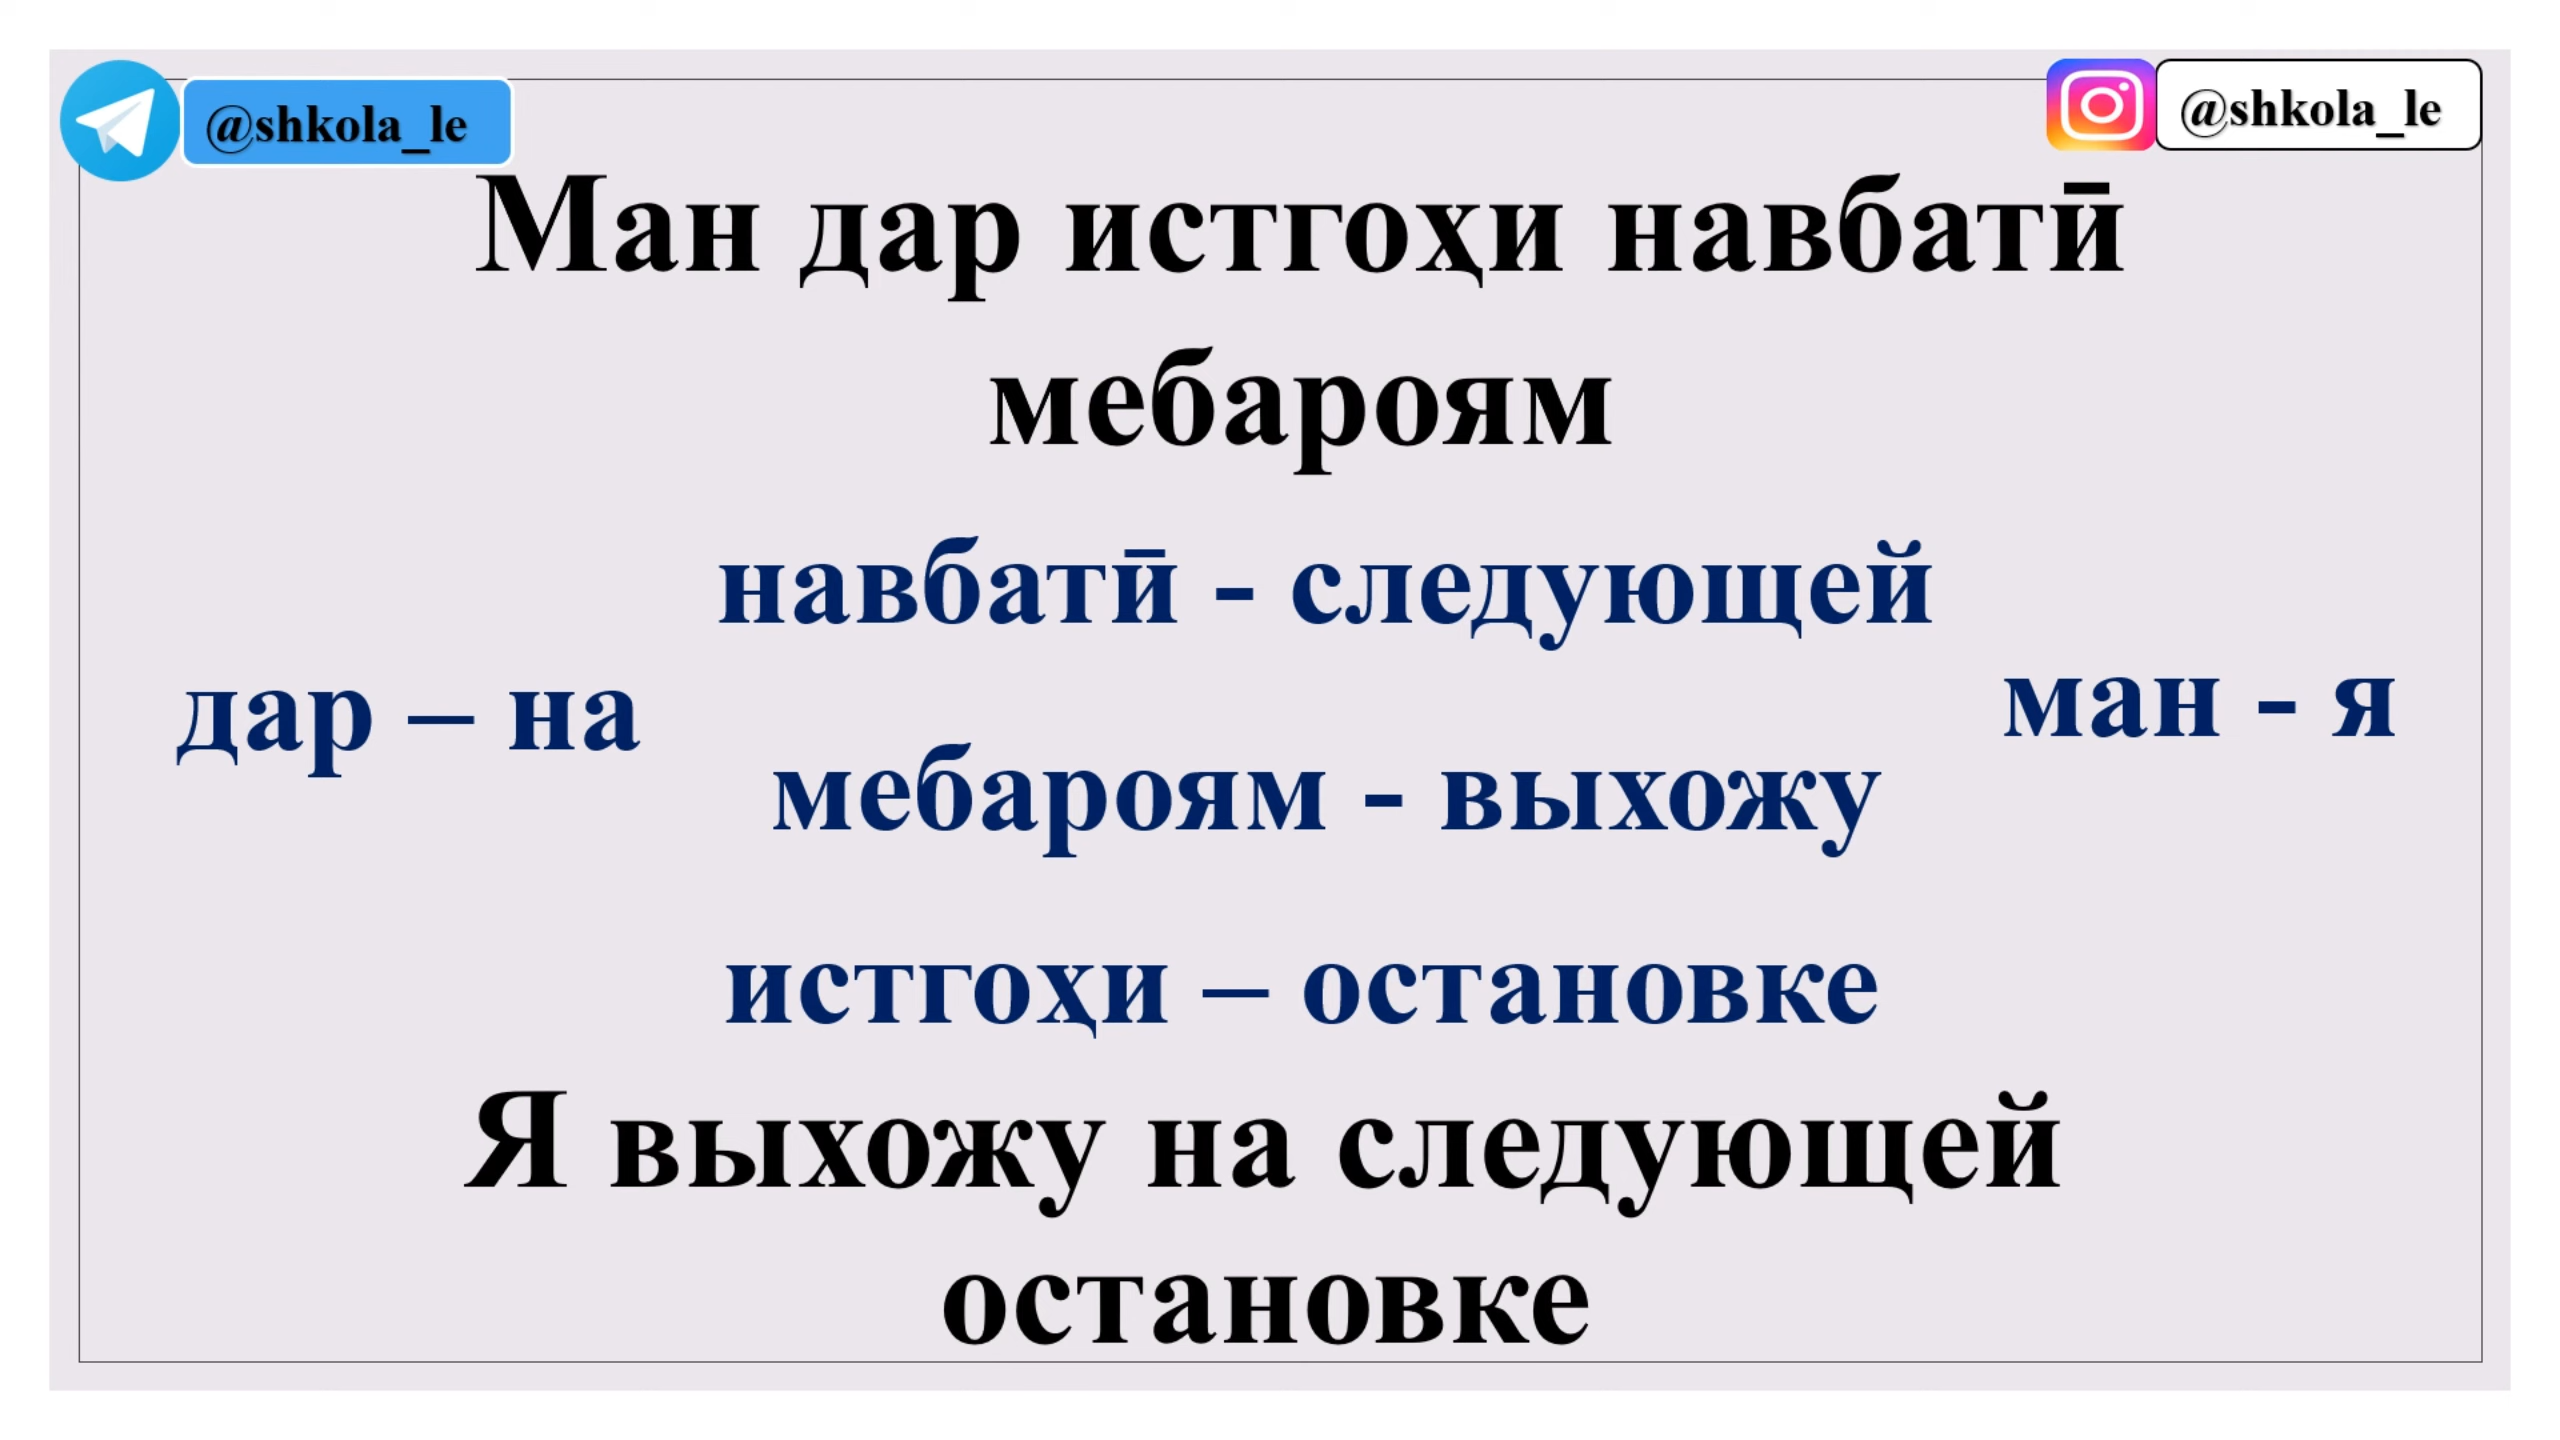 @shkola_le
@shkola_le
Ман дар истгоҳи навбатӣ
мебароям
навбатӣ - следующей
дар – на
ман - я
мебароям - выхожу
истгоҳи – остановке
Я выхожу на следующей
остановке